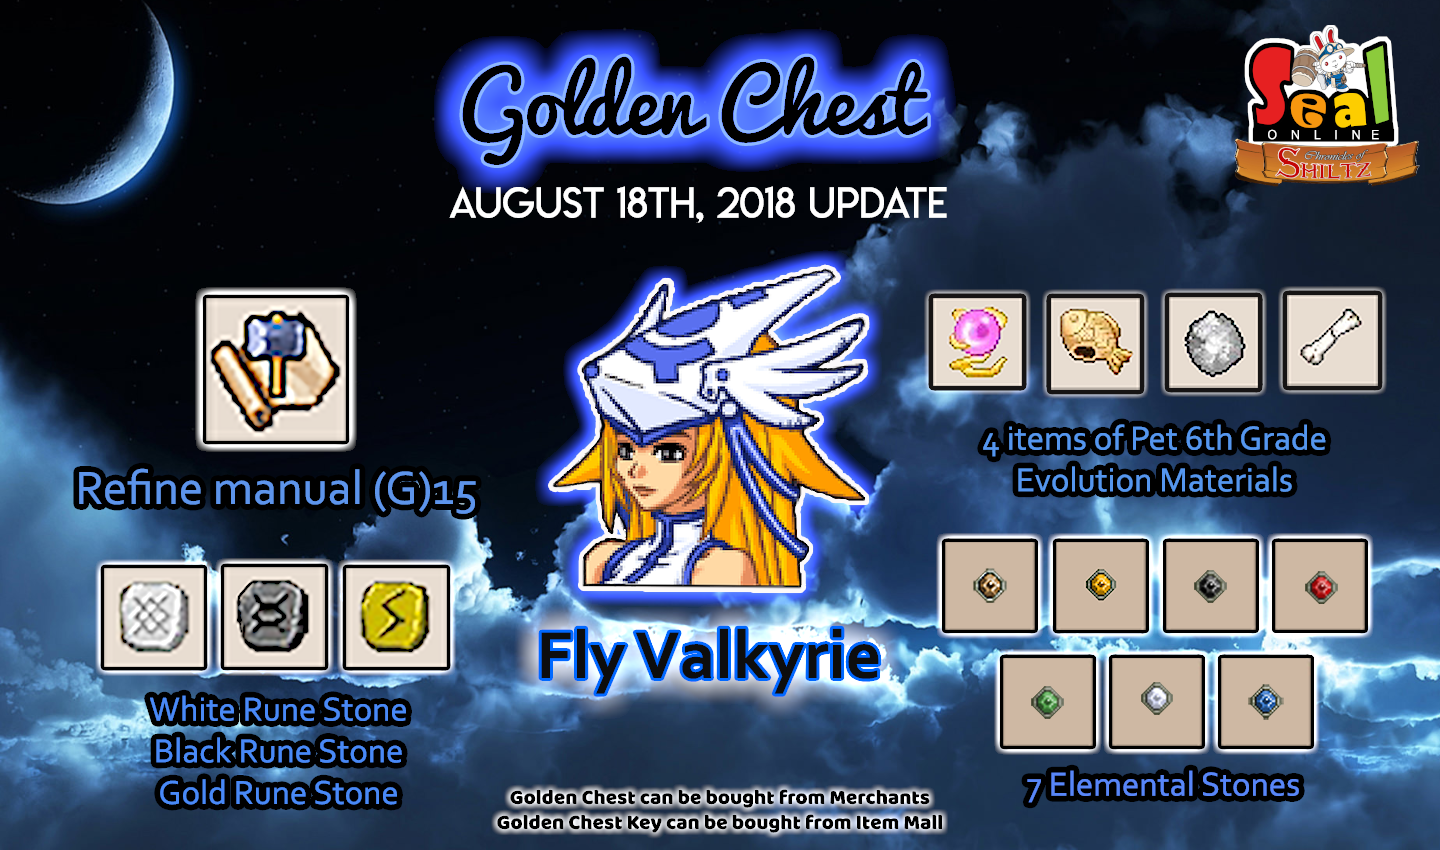 Golden Chest
AUGUST 18TH, 2018 UPDATE
Seal
ONLINE
Chronicles of
SHILTZ
Refine manual (G)15
4 items of Pet 6th Grade
Evolution Materials
Fly Valkyrie
White Rune Stone
Black Rune Stone
Gold Rune Stone
7 Elemental Stones
Golden Chest can be bought from Merchants
Golden Chest Key can be bought from Item Mall